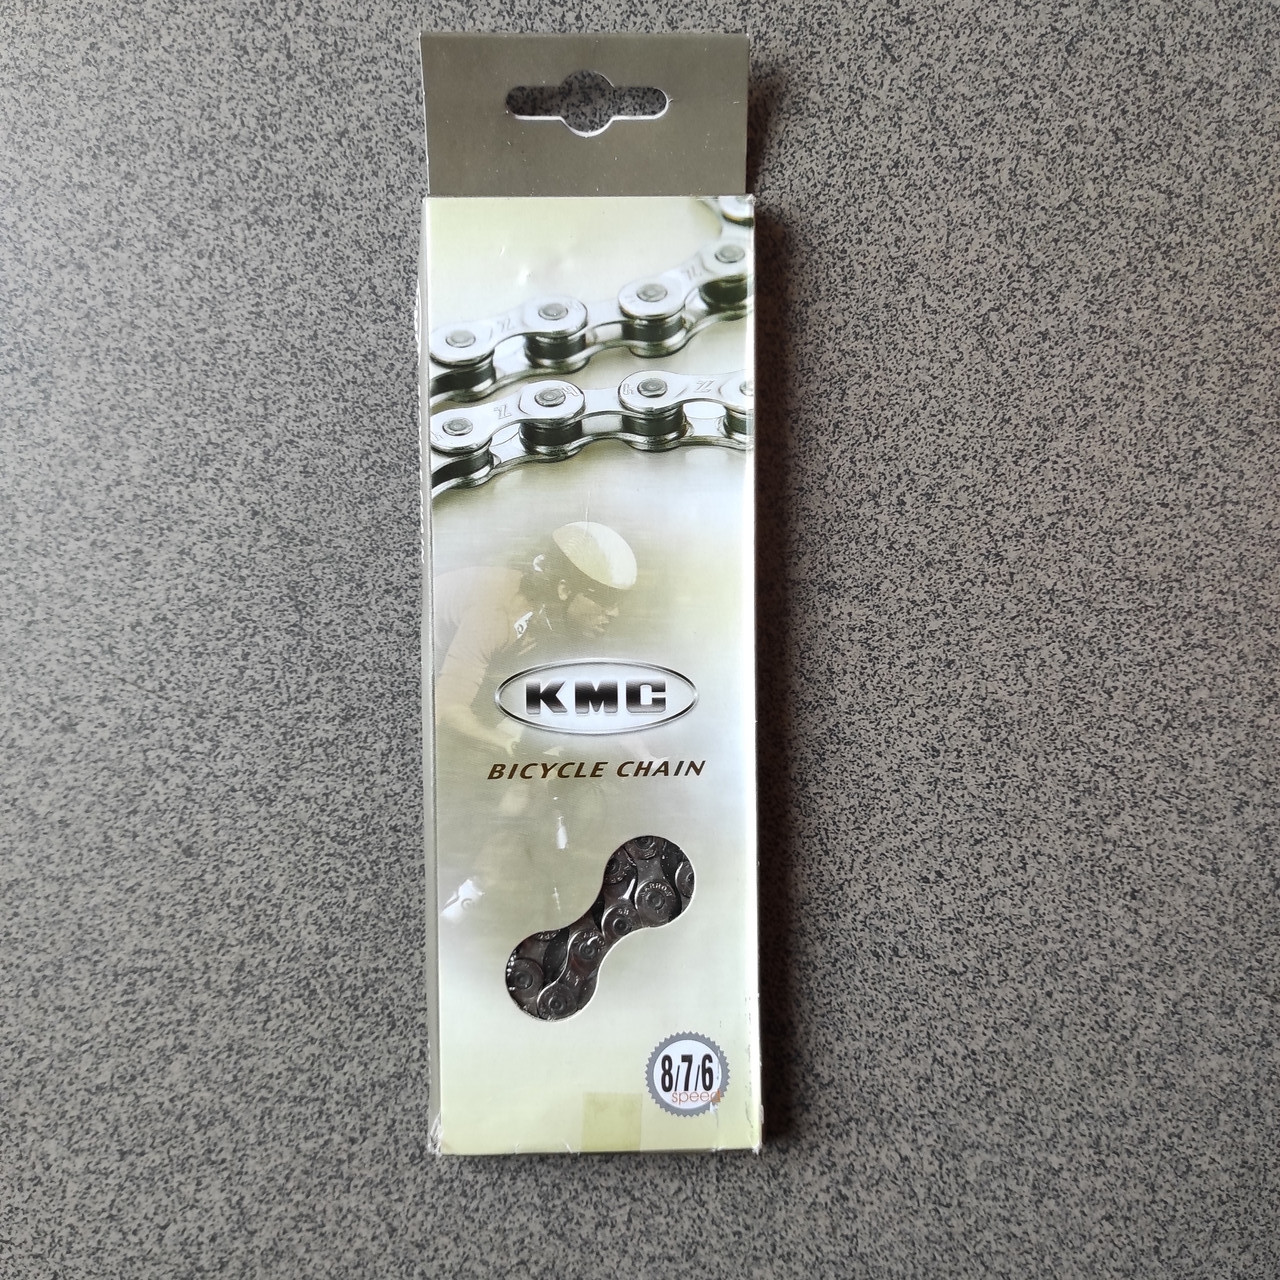 Z
Z
KMC
BICYCLE CHAIN
8/7/6
speed